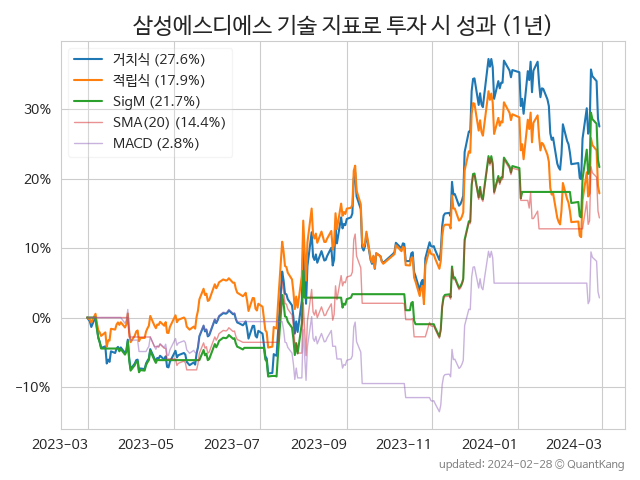 삼성에스디에스 기술 지표로 투자 시 성과 (1년)
거치식 (27.6%)
적립식 (17.9%)
SigM (21.7%)
SMA(20) (14.4%)
MACD (2.8%)
30%
20%
10%
0%
−10%
2023-03 2023-05 2023-07 2023-09 2023-11 2024-01 2024-03
updated: 2024-02-28 © QuantKang